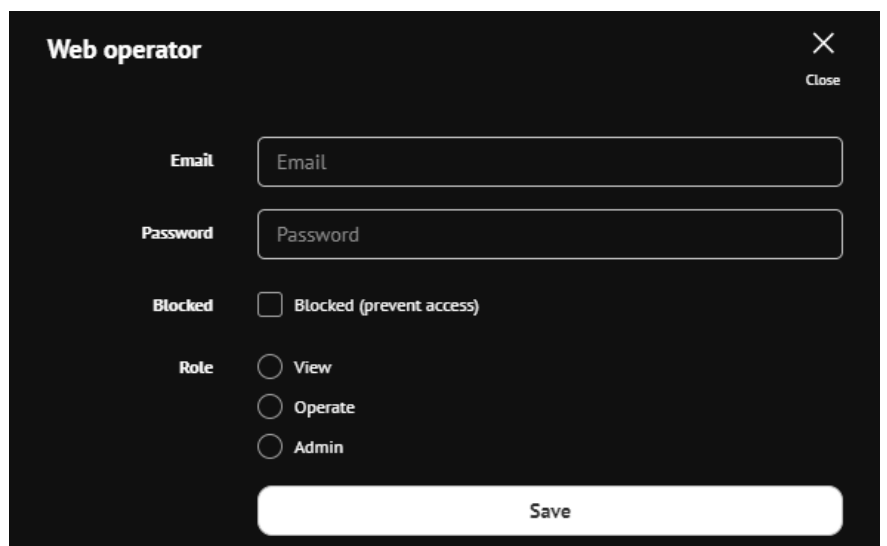 Web operator
Close
Email
Email
Password
Password
Blocked
Blocked (prevent access)
Role
View
Operate
Admin
Save